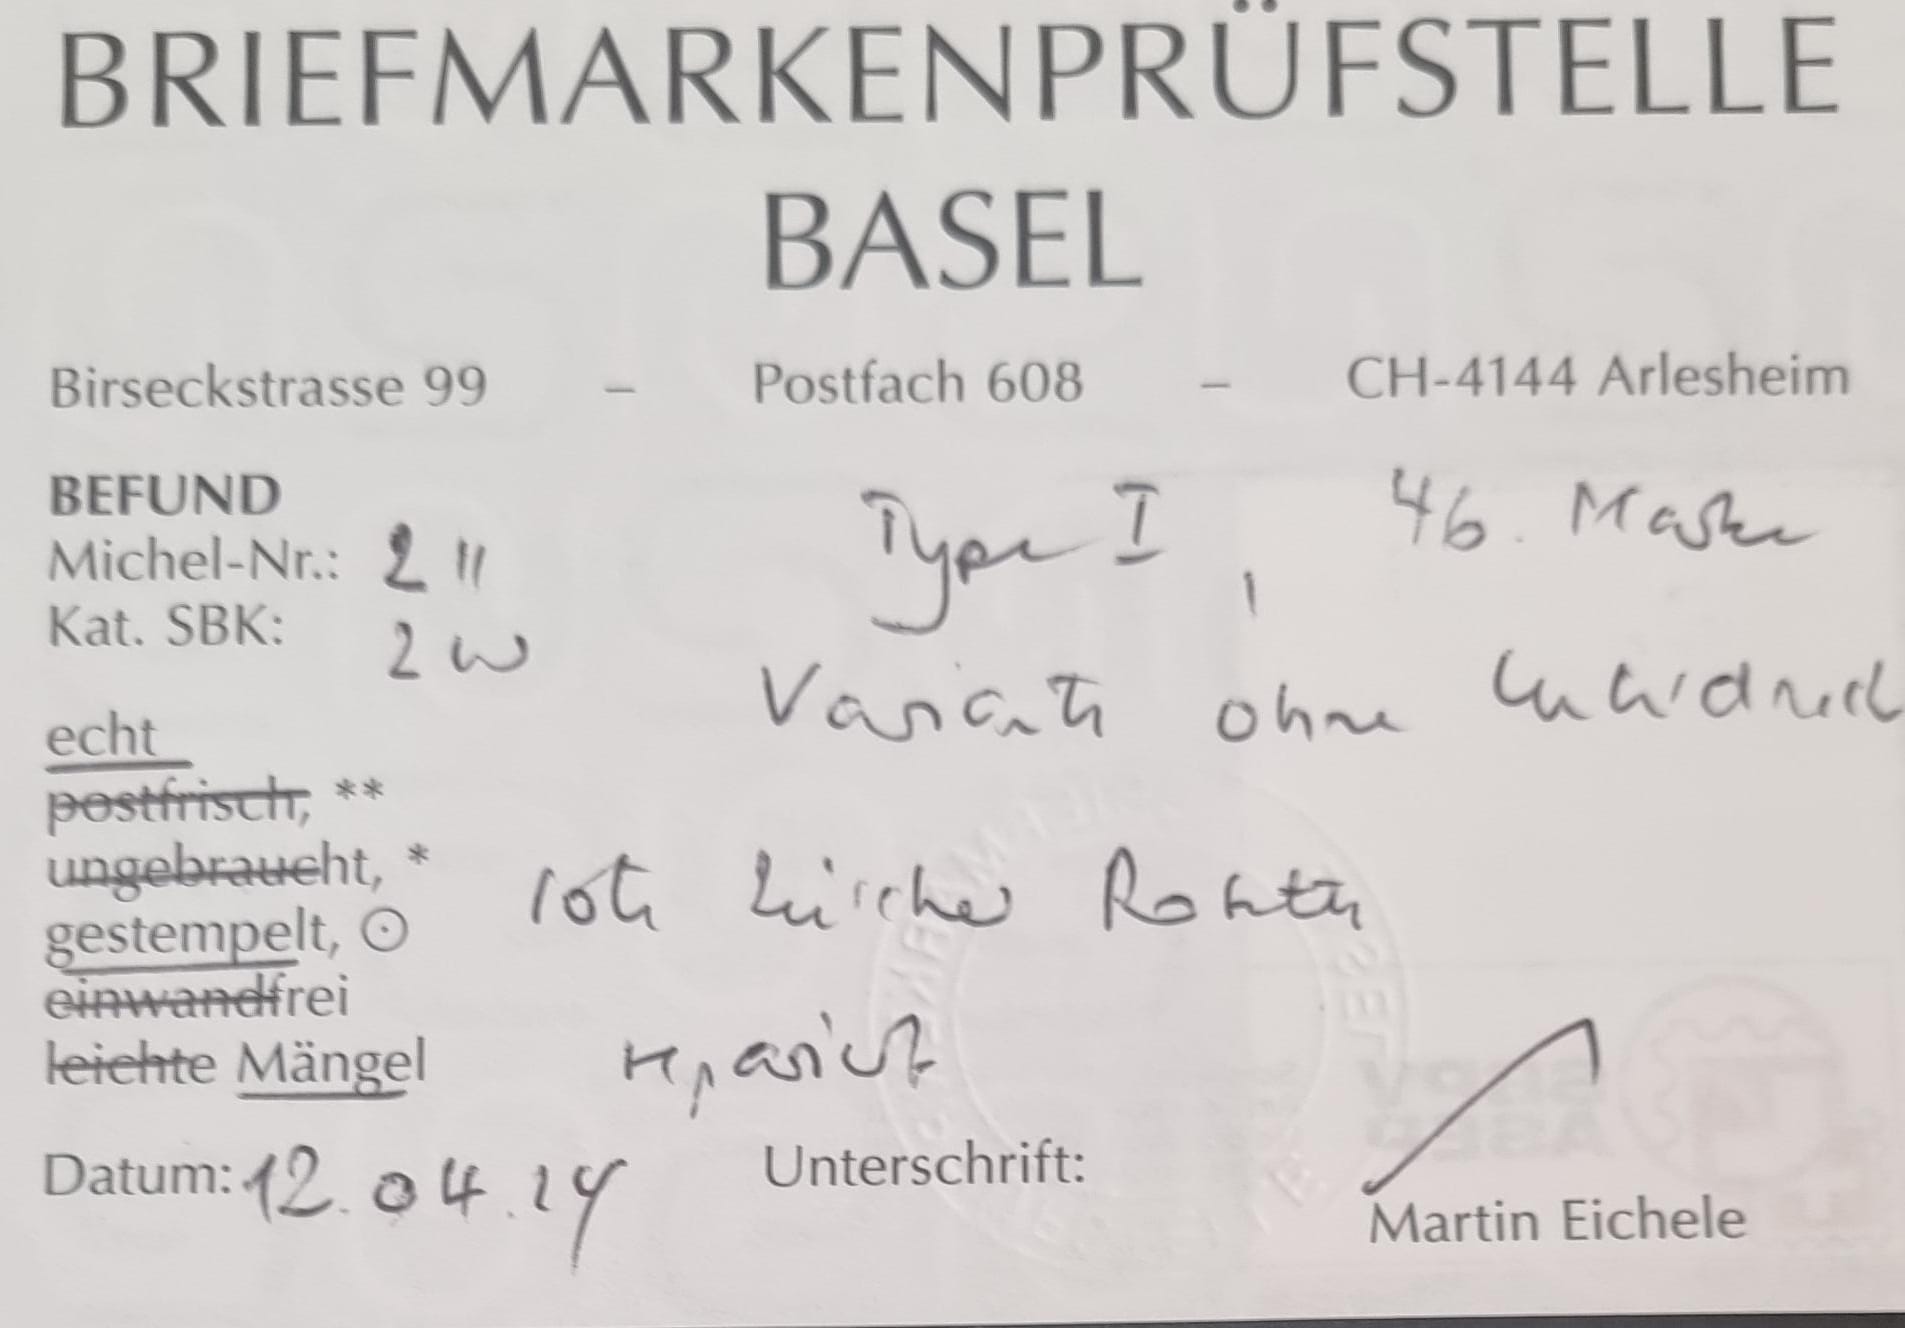 BRIEFMARKENPRÜFSTELLE
BASEL
Birseckstrasse 99 – Postfach 608 – CH-4144 Arlesheim
BEFUND
Michel-Nr.: 2 II Type I, 46. Marke
Kat. SBK: 2 W
Variante ohne
echt
postfrisch, **
ungebraucht, *
gestempelt, ⊙ rote Zürcher Rosette
einwandfrei
leichte Mängel repariert
Datum: 12.04.14 Unterschrift:
Martin Eichele